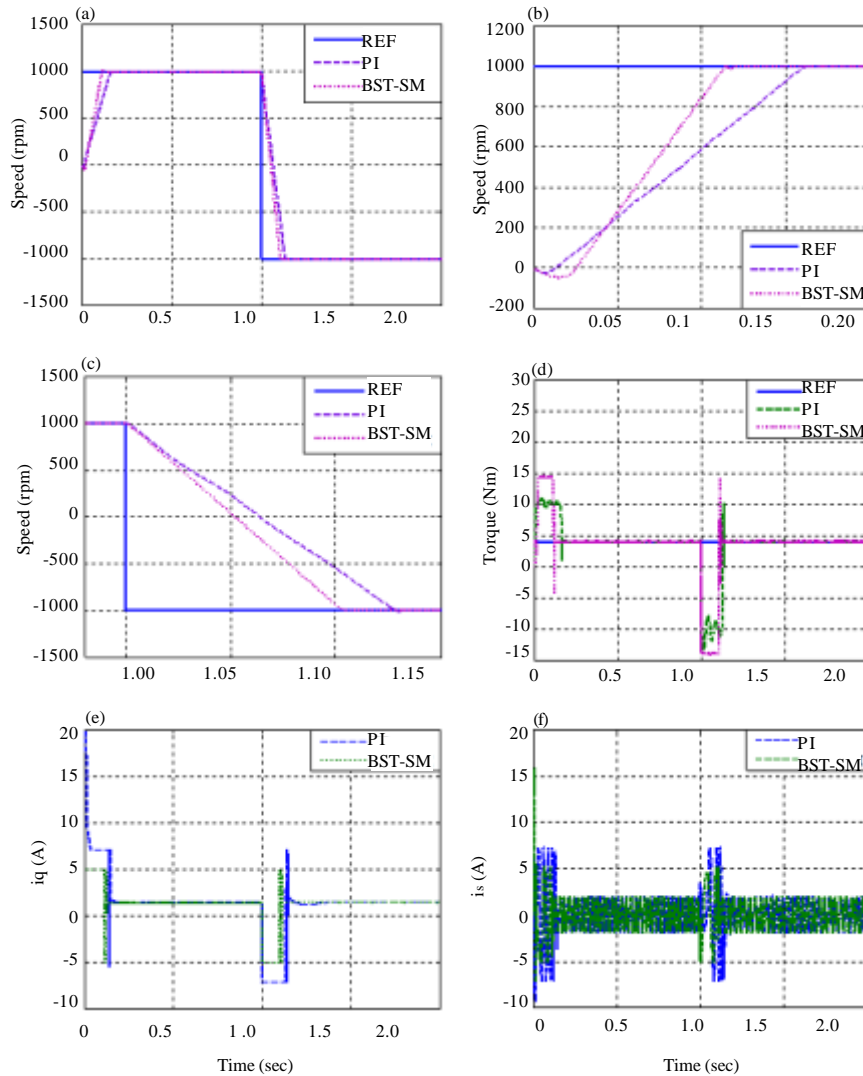 (a)
1500
1000
500
0
-500
-1000
-1500
Speed (rpm)
REF
PI
BST-SM
0
0.5
1.0
1.5
2.0
(b)
1200
1000
800
600
400
200
0
-200
Speed (rpm)
REF
PI
BST-SM
0
0.05
0.1
0.15
0.20
(c)
1500
1000
500
0
-500
-1000
-1500
Speed (rpm)
REF
PI
BST-SM
1.00
1.05
1.10
1.15
(d)
30
25
20
15
10
5
0
-5
-10
-15
Torque (Nm)
REF
PI
BST-SM
0
0.5
1.0
1.5
2.0
(e)
20
15
10
5
0
-5
-10
iq (A)
PI
BST-SM
0
0.5
1.0
1.5
2.0
Time (sec)
(f)
20
15
10
5
0
-5
-10
is (A)
PI
BST-SM
0
0.5
1.0
1.5
2.0
Time (sec)